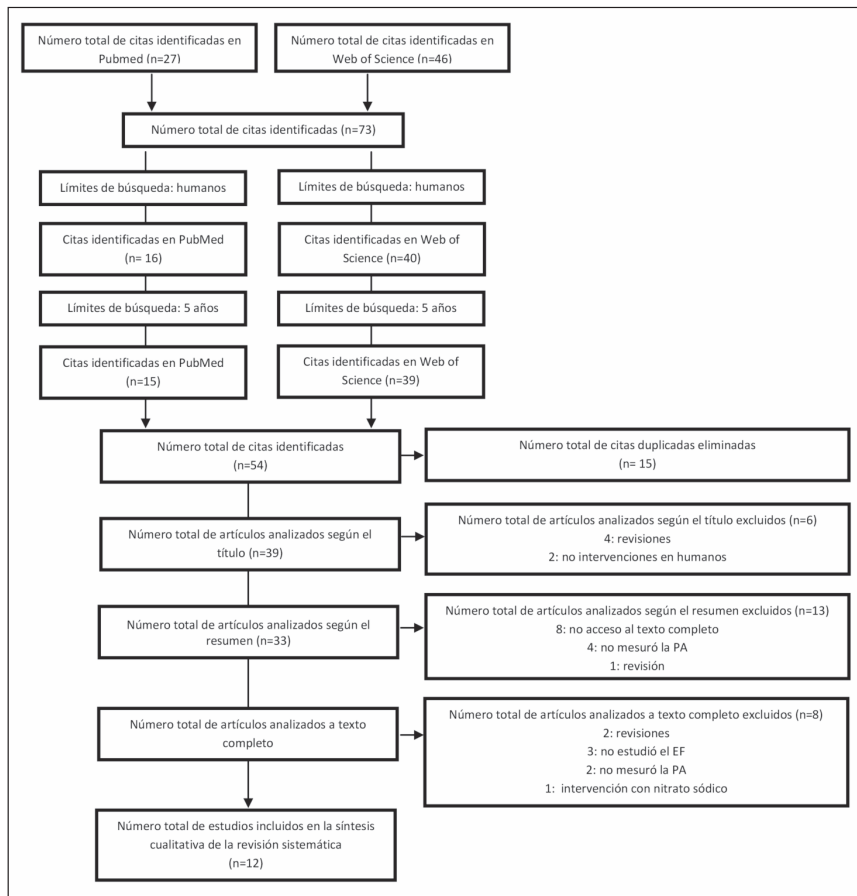 Número total de citas identificadas en
Pubmed (n=27)
Número total de citas identificadas en
Web of Science (n=46)
Número total de citas identificadas (n=73)
Límites de búsqueda: humanos
Límites de búsqueda: humanos
Citas identificadas en PubMed
(n= 16)
Citas identificadas en Web of
Science (n=40)
Límites de búsqueda: 5 años
Límites de búsqueda: 5 años
Citas identificadas en PubMed
(n=15)
Citas identificadas en Web of
Science (n=39)
Número total de citas identificadas
(n=54)
Número total de citas duplicadas eliminadas
(n= 15)
Número total de artículos analizados según el
título (n=39)
Número total de artículos analizados según el título excluidos (n=6)
4: revisiones
2: no intervenciones en humanos
Número total de artículos analizados según el
resumen (n=33)
Número total de artículos analizados según el resumen excluidos (n=13)
8: no acceso al texto completo
4: no mesuró la PA
1: revisión
Número total de artículos analizados a texto
completo
Número total de artículos analizados a texto completo excluidos (n=8)
2: revisiones
3: no estudió el EF
2: no mesuró la PA
1: intervención con nitrato sódico
Número total de estudios incluidos en la síntesis
cualitativa de la revisión sistemática
(n=12)